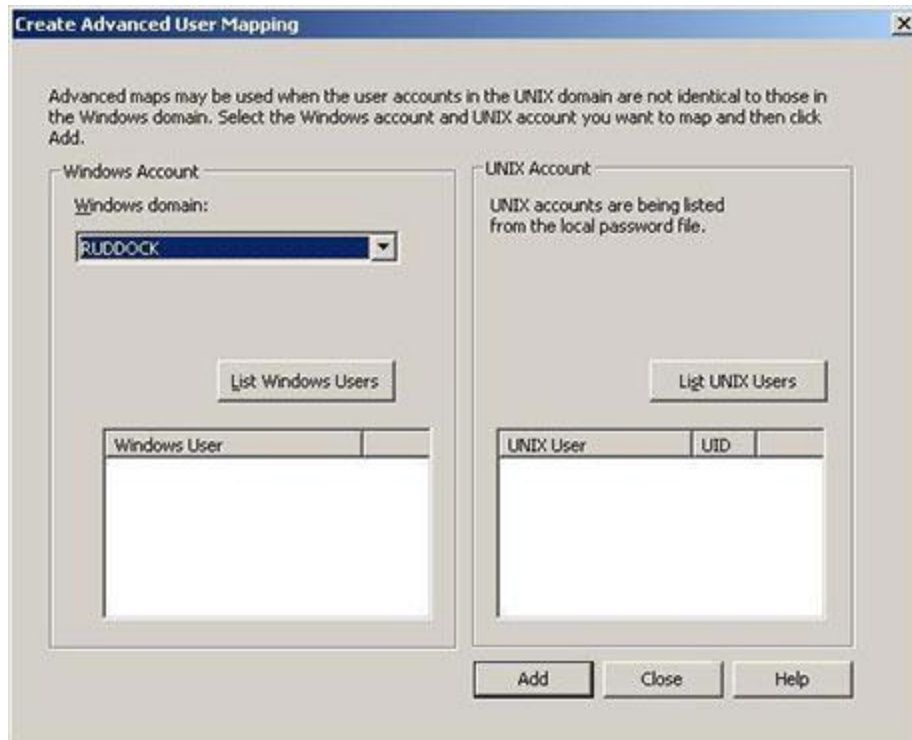 Create Advanced User Mapping
Advanced maps may be used when the user accounts in the UNIX domain are not identical to those in
the Windows domain. Select the Windows account and UNIX account you want to map and then click
Add.
Windows Account
Windows domain:
RUDDOCK
List Windows Users
Windows User
UNIX Account
UNIX accounts are being listed
from the local password file.
List UNIX Users
UNIX User UID
Add Close Help